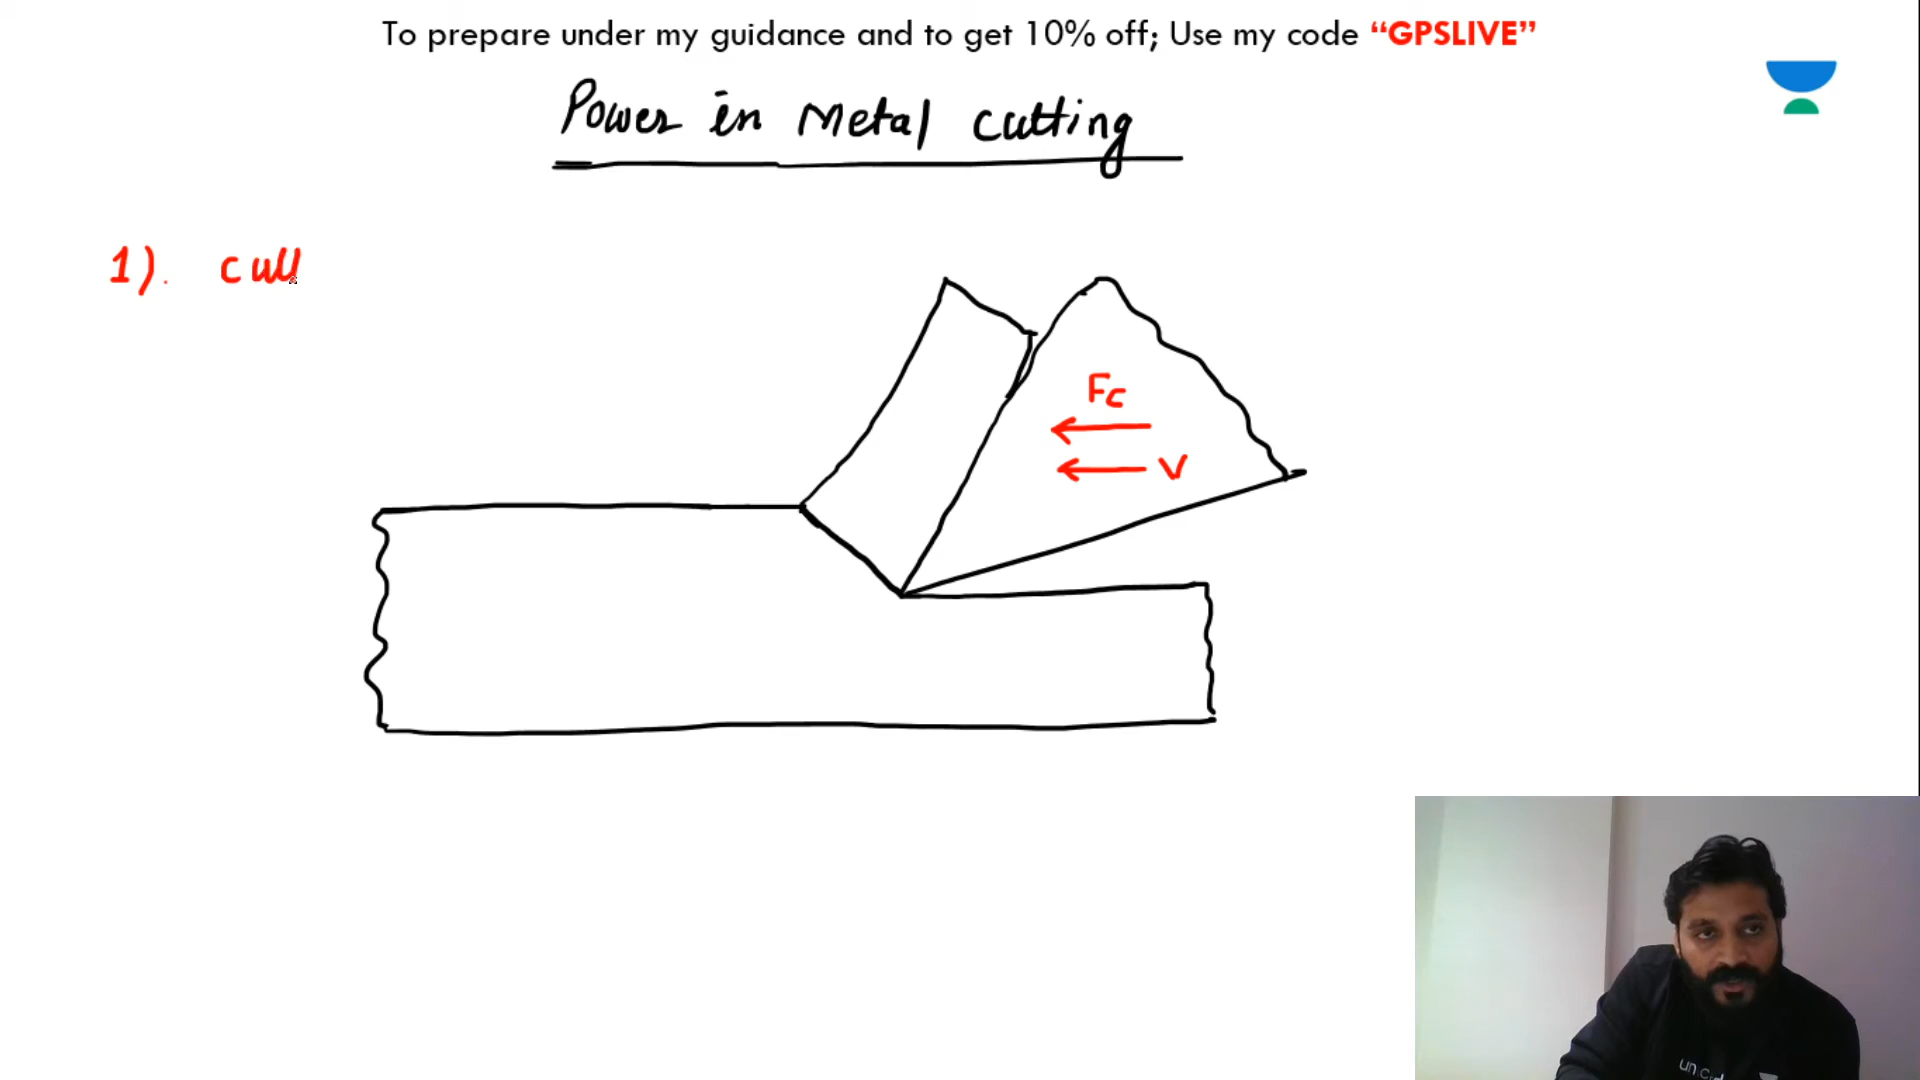 To prepare under my guidance and to get 10% off; Use my code “GPSLIVE”
Power in Metal cutting
1). cutt
Fc
V